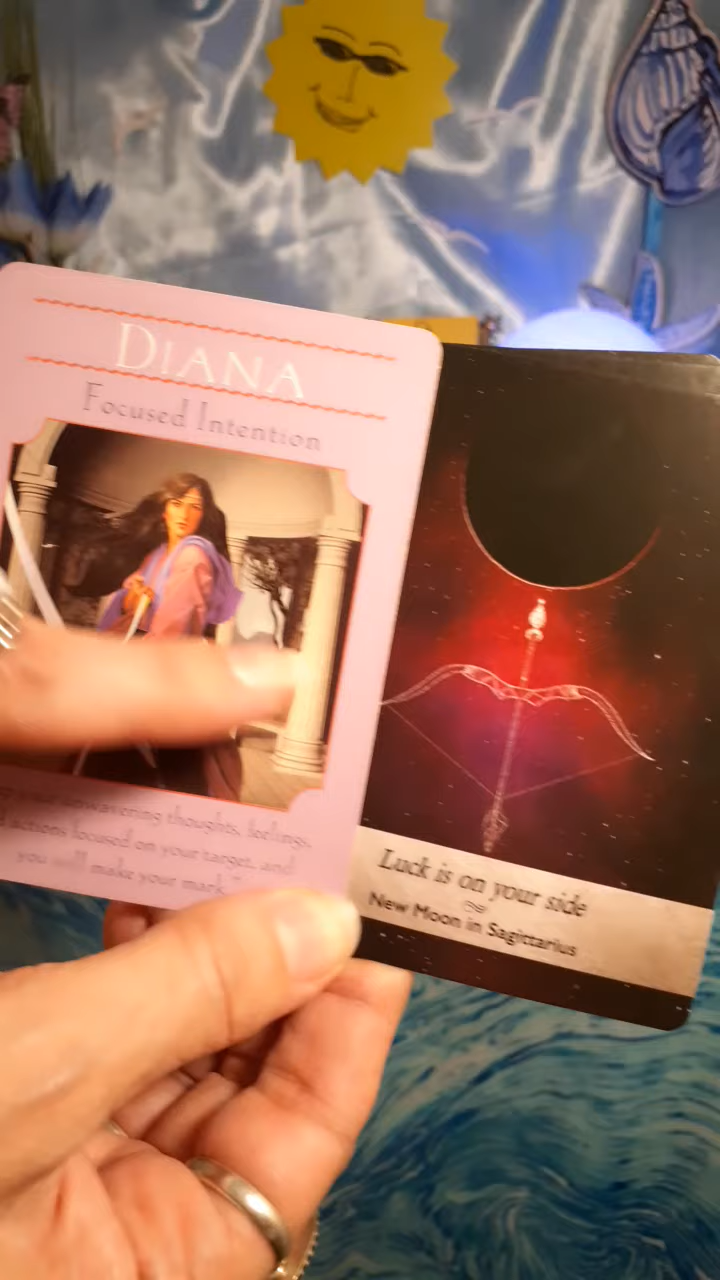 DIANA
Focused Intention
unwavering thoughts, feelings,
actions focused on your target, and
you will make your mark."
Luck is on your side
New Moon in Sagittarius